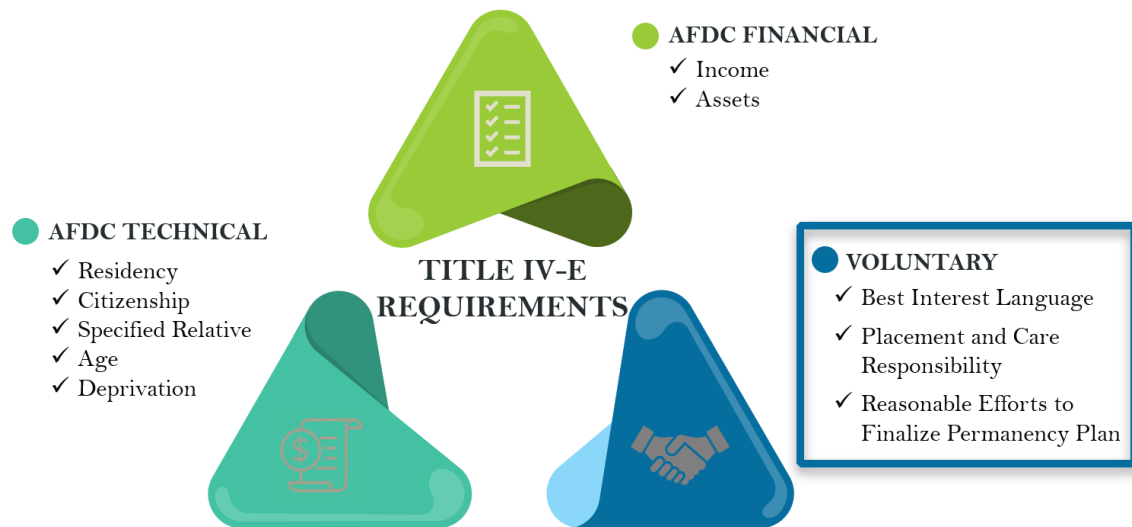 AFDC FINANCIAL
✓ Income
✓ Assets
AFDC TECHNICAL
✓ Residency
✓ Citizenship
✓ Specified Relative
✓ Age
✓ Deprivation
TITLE IV-E
REQUIREMENTS
VOLUNTARY
✓ Best Interest Language
✓ Placement and Care
Responsibility
✓ Reasonable Efforts to
Finalize Permanency Plan
$